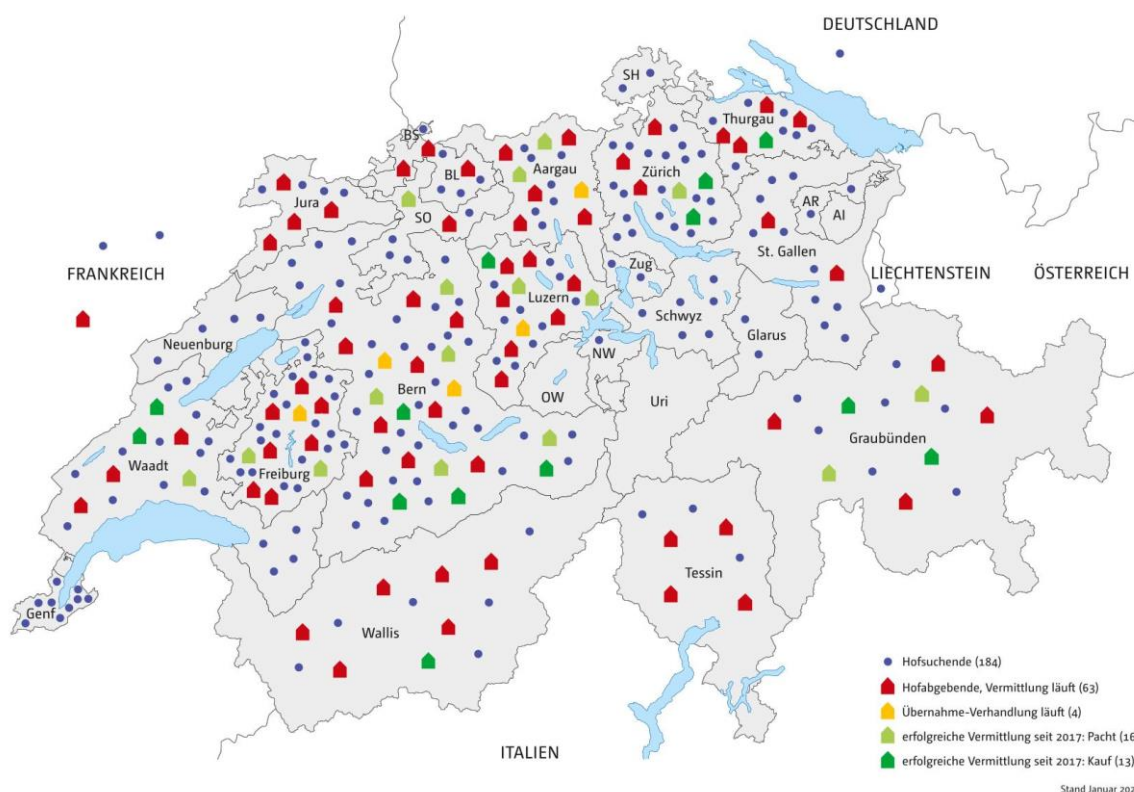 DEUTSCHLAND
SH
Thurgau
BS
BL
Aargau
Zürich
Jura
SO
AR
AI
St. Gallen
FRANKREICH
Zug
LIECHTENSTEIN
ÖSTERREICH
Luzern
Schwyz
Neuenburg
Glarus
NW
Bern
OW
Uri
Graubünden
Waadt
Freiburg
Tessin
Genf
Wallis
ITALIEN
Hofsuchende (184)
Hofabgebende, Vermittlung läuft (63)
Übernahme-Verhandlung läuft (4)
erfolgreiche Vermittlung seit 2017: Pacht (16
erfolgreiche Vermittlung seit 2017: Kauf (13)
Stand Januar 202